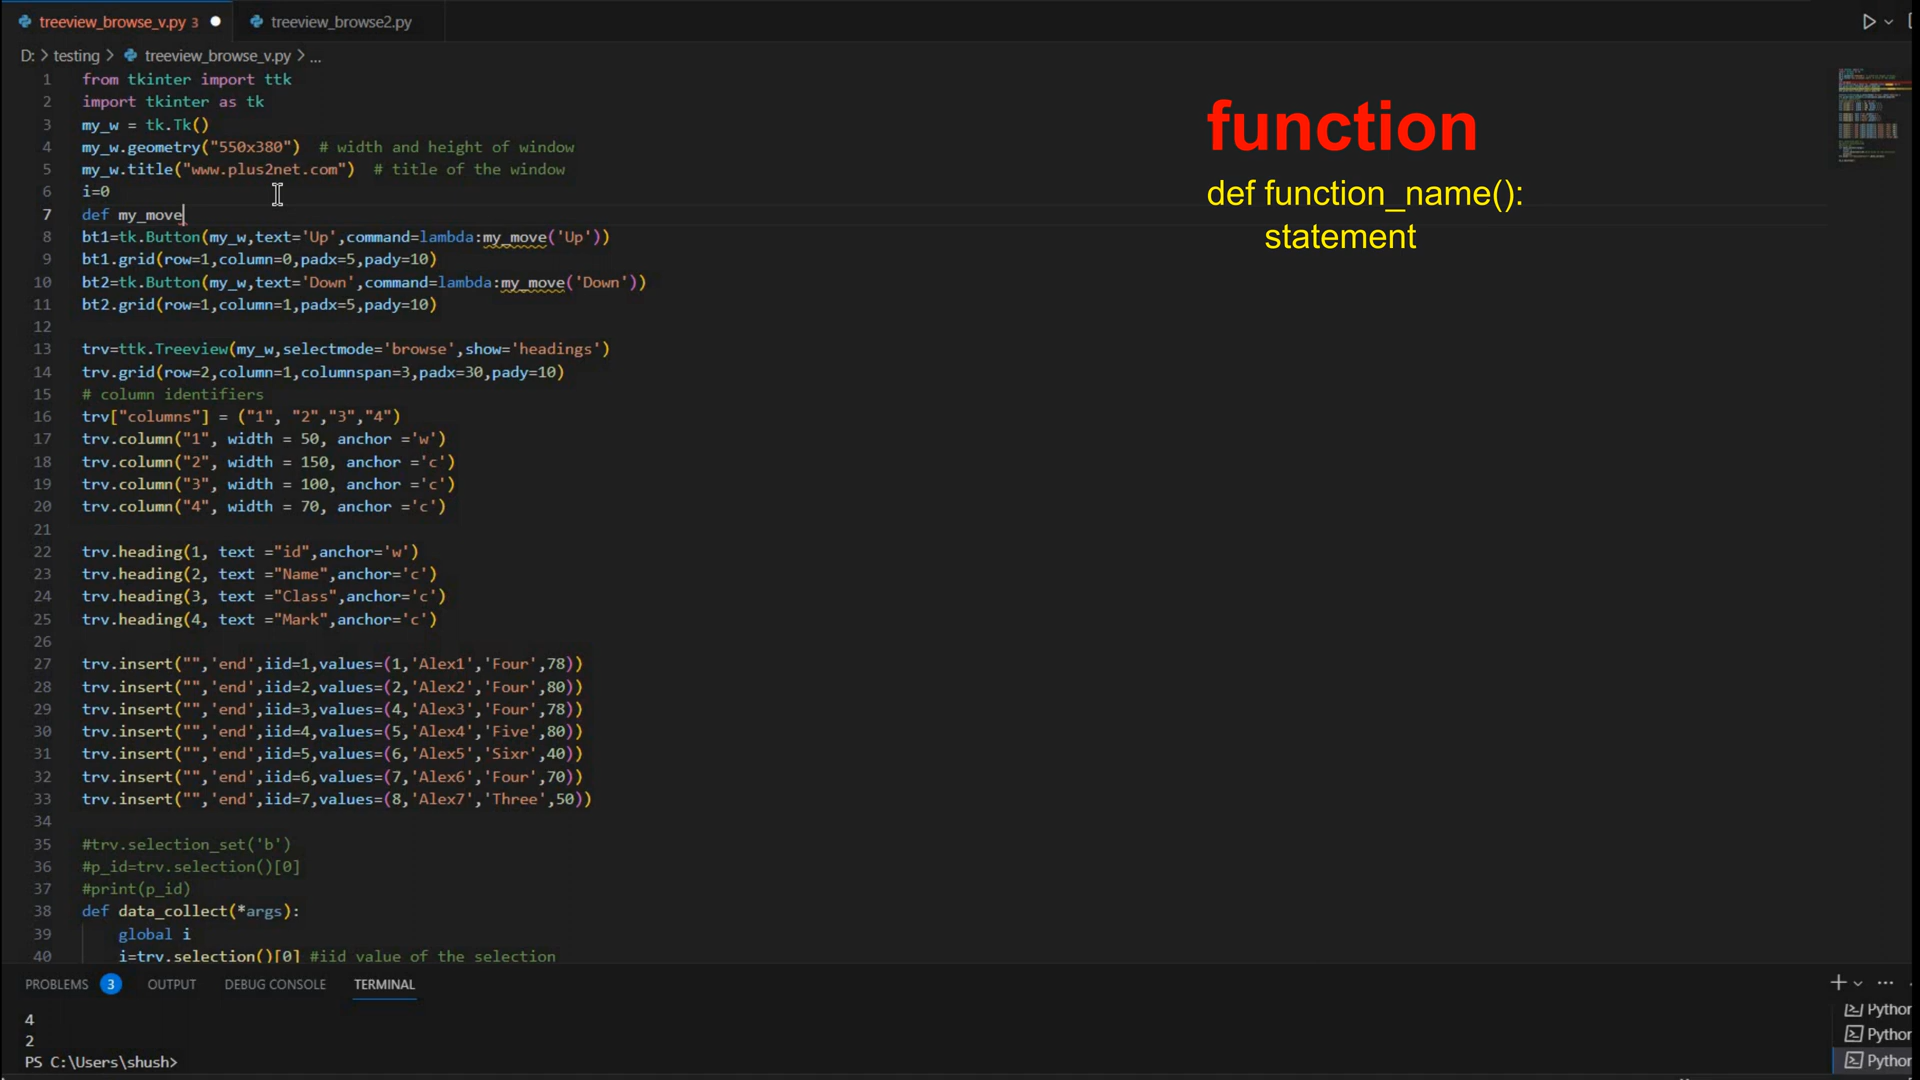 treeview_browse_v.py 3
treeview_browse2.py
D: > testing > treeview_browse_v.py > ...
1 from tkinter import ttk
2 import tkinter as tk
3 my_w = tk.Tk()
4 my_w.geometry("550x380")  # width and height of window
5 my_w.title("www.plus2net.com")  # title of the window
6 i=0
7 def my_move
8 bt1=tk.Button(my_w,text='Up',command=lambda:my_move('Up'))
9 bt1.grid(row=1,column=0,padx=5,pady=10)
10 bt2=tk.Button(my_w,text='Down',command=lambda:my_move('Down'))
11 bt2.grid(row=1,column=1,padx=5,pady=10)
12
13 trv=ttk.Treeview(my_w,selectmode='browse',show='headings')
14 trv.grid(row=2,column=1,columnspan=3,padx=30,pady=10)
15 # column identifiers
16 trv["columns"] = ("1", "2","3","4")
17 trv.column("1", width = 50, anchor ='w')
18 trv.column("2", width = 150, anchor ='c')
19 trv.column("3", width = 100, anchor ='c')
20 trv.column("4", width = 70, anchor ='c')
21
22 trv.heading(1, text ="id",anchor='w')
23 trv.heading(2, text ="Name",anchor='c')
24 trv.heading(3, text ="Class",anchor='c')
25 trv.heading(4, text ="Mark",anchor='c')
26
27 trv.insert("",'end',iid=1,values=(1,'Alex1','Four',78))
28 trv.insert("",'end',iid=2,values=(2,'Alex2','Four',80))
29 trv.insert("",'end',iid=3,values=(4,'Alex3','Four',78))
30 trv.insert("",'end',iid=4,values=(5,'Alex4','Five',80))
31 trv.insert("",'end',iid=5,values=(6,'Alex5','Sixr',40))
32 trv.insert("",'end',iid=6,values=(7,'Alex6','Four',70))
33 trv.insert("",'end',iid=7,values=(8,'Alex7','Three',50))
34
35 #trv.selection_set('b')
36 #p_id=trv.selection()[0]
37 #print(p_id)
38 def data_collect(*args):
39     global i
40     i=trv.selection()[0] #iid value of the selection
function
def function_name():
statement
PROBLEMS 3 OUTPUT DEBUG CONSOLE TERMINAL
4
2
PS C:\Users\shush>
Python
Python
Python